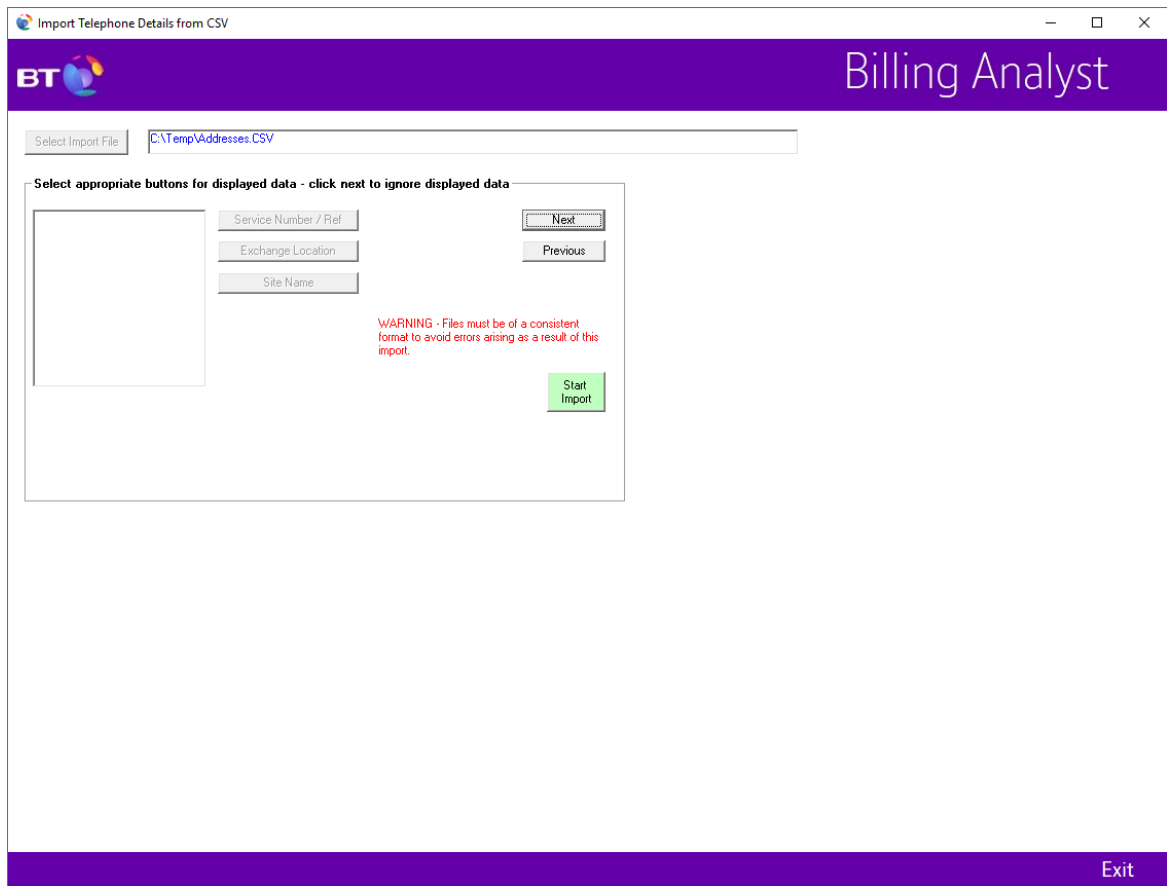 Import Telephone Details from CSV
BT
Billing Analyst
Select Import File
C:\Temp\Addresses.CSV
Select appropriate buttons for displayed data - click next to ignore displayed data
Service Number / Ref
Next
Exchange Location
Previous
Site Name
WARNING - Files must be of a consistent
format to avoid errors arising as a result of this
import.
Start
Import
Exit